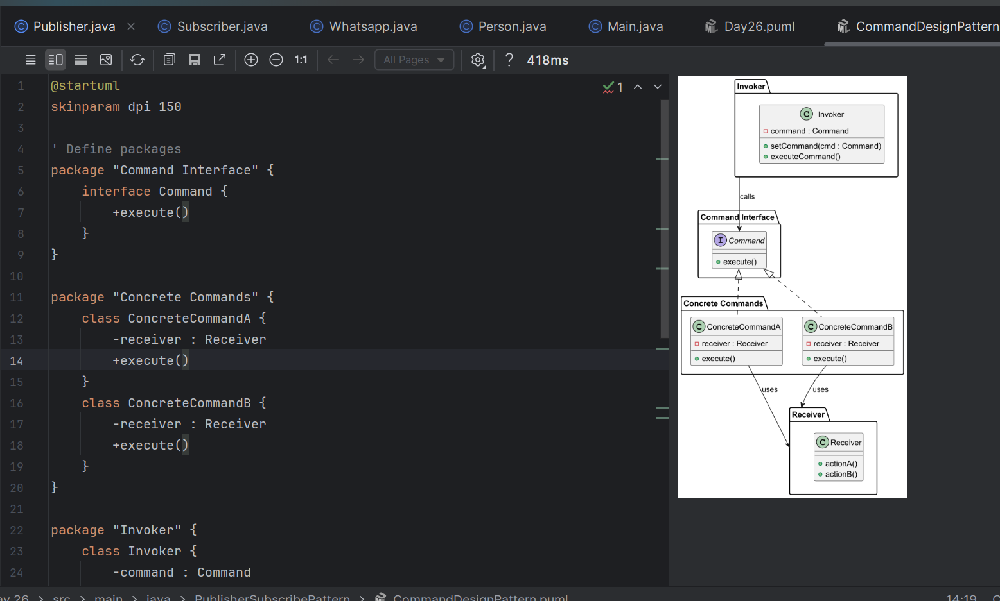 Publisher.java
Subscriber.java
Whatsapp.java
Person.java
Main.java
Day26.puml
CommandDesignPattern
1:1
All Pages
?
418ms
1 @startuml
2 skinparam dpi 150
3
4 ' Define packages
5 package "Command Interface" {
6 interface Command {
7 +execute()
8 }
9 }
10
11 package "Concrete Commands" {
12 class ConcreteCommandA {
13 -receiver : Receiver
14 +execute()
15 }
16 class ConcreteCommandB {
17 -receiver : Receiver
18 +execute()
19 }
20 }
21
22 package "Invoker" {
23 class Invoker {
24 -command : Command
1
Invoker
C Invoker
command : Command
setCommand(cmd : Command)
executeCommand()
calls
Command Interface
I Command
execute()
Concrete Commands
C ConcreteCommandA
receiver : Receiver
execute()
C ConcreteCommandB
receiver : Receiver
execute()
uses
uses
Receiver
C Receiver
actionA()
actionB()
ay 26 > src > main > java > PublisherSubscribePattern > CommandDesignPattern.puml
14:19